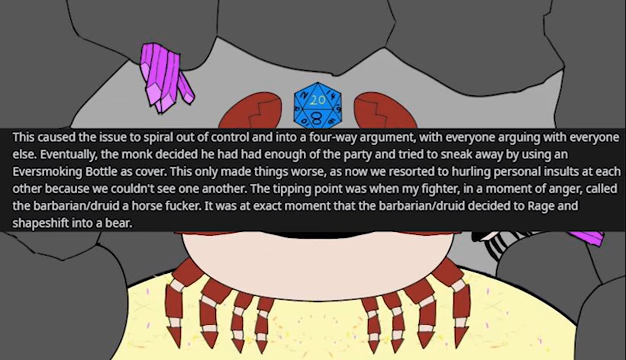 20
8
This caused the issue to spiral out of control and into a four-way argument, with everyone arguing with everyone
else. Eventually, the monk decided he had had enough of the party and tried to sneak away by using an
Eversmoking Bottle as cover. This only made things worse, as now we resorted to hurling personal insults at each
other because we couldn't see one another. The tipping point was when my fighter, in a moment of anger, called
the barbarian/druid a horse fucker. It was at exact moment that the barbarian/druid decided to Rage and
shapeshift into a bear.